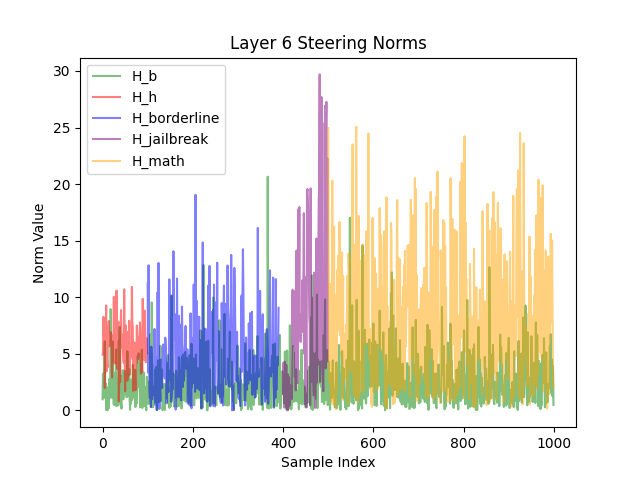 Layer 6 Steering Norms
H_b
H_h
H_borderline
H_jailbreak
H_math
Norm Value
30
25
20
15
10
5
0
0 200 400 600 800 1000
Sample Index